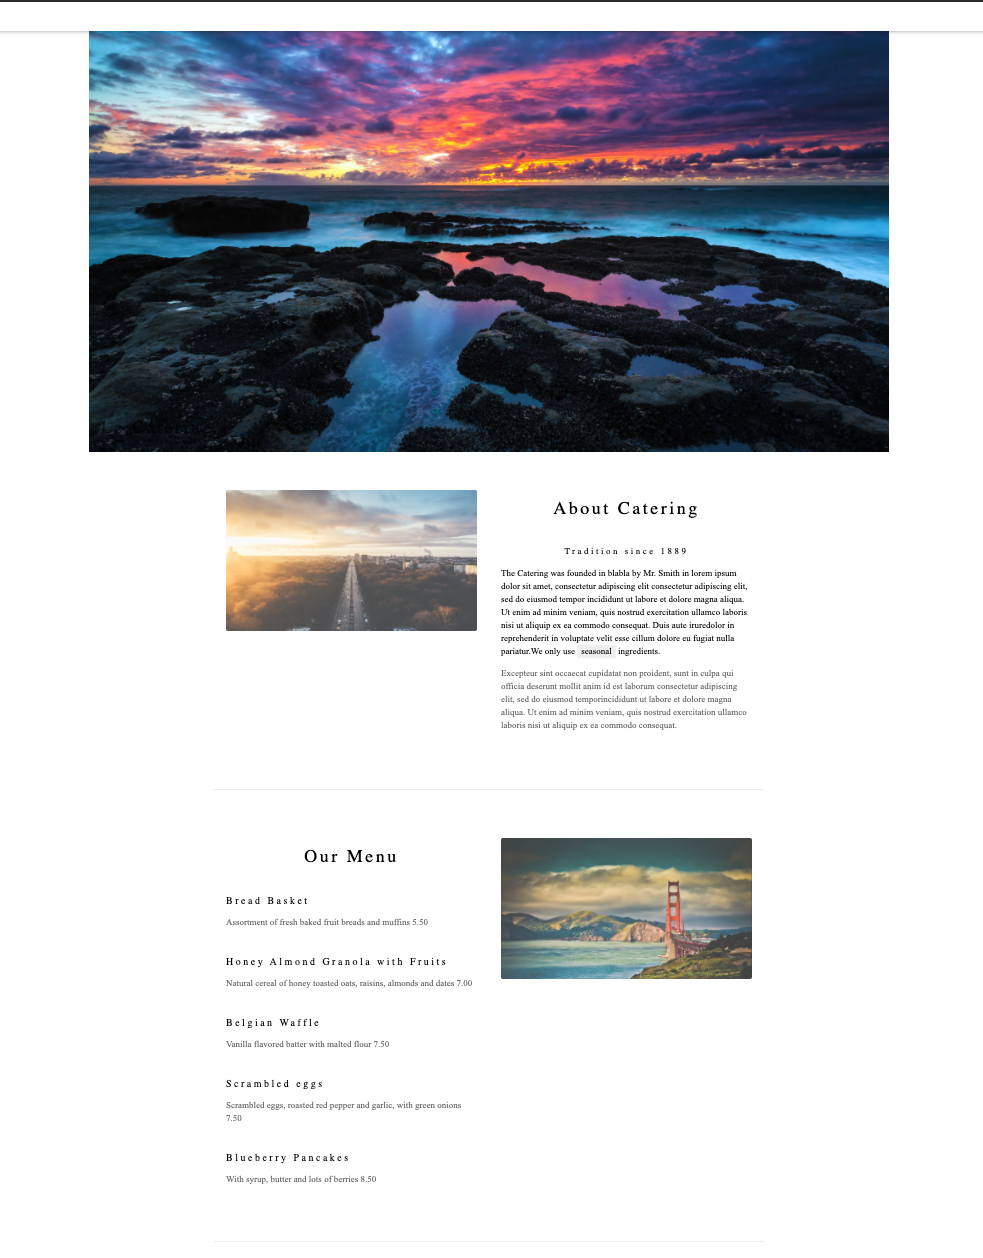 About Catering
Tradition since 1889
The Catering was founded in blabla by Mr. Smith in lorem ipsum
dolor sit amet, consectetur adipiscing elit consectetur adipiscing elit,
sed do eiusmod tempor incididunt ut labore et dolore magna aliqua.
Ut enim ad minim veniam, quis nostrud exercitation ullamco laboris
nisi ut aliquip ex ea commodo consequat. Duis aute iruredolor in
reprehenderit in voluptate velit esse cillum dolore eu fugiat nulla
pariatur.We only use seasonal ingredients.
Excepteur sint occaecat cupidatat non proident, sunt in culpa qui
officia deserunt mollit anim id est laborum consectetur adipiscing
elit, sed do eiusmod temporincididunt ut labore et dolore magna
aliqua. Ut enim ad minim veniam, quis nostrud exercitation ullamco
laboris nisi ut aliquip ex ea commodo consequat.
Our Menu
Bread Basket
Assortment of fresh baked fruit breads and muffins 5.50
Honey Almond Granola with Fruits
Natural cereal of honey toasted oats, raisins, almonds and dates 7.00
Belgian Waffle
Vanilla flavored batter with malted flour 7.50
Scrambled eggs
Scrambled eggs, roasted red pepper and garlic, with green onions
7.50
Blueberry Pancakes
With syrup, butter and lots of berries 8.50